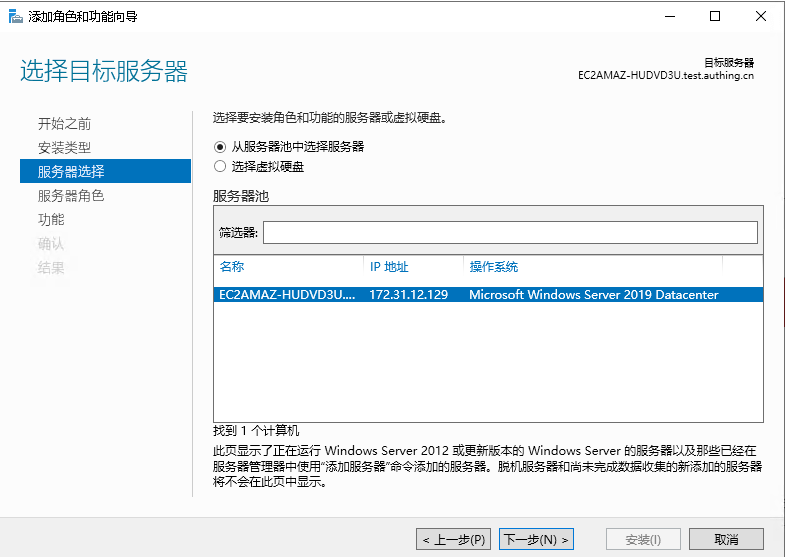 添加角色和功能向导
选择目标服务器
目标服务器
EC2AMAZ-HUDVD3U.test.authing.cn
开始之前
安装类型
服务器选择
服务器角色
功能
确认
结果
选择要安装角色和功能的服务器或虚拟硬盘。
从服务器池中选择服务器
选择虚拟硬盘
服务器池
筛选器:
名称 IP 地址 操作系统
EC2AMAZ-HUDVD3U.... 172.31.12.129 Microsoft Windows Server 2019 Datacenter
找到 1 个计算机
此页显示了正在运行 Windows Server 2012 或更新版本的 Windows Server 的服务器以及那些已经在
服务器管理器中使用“添加服务器”命令添加的服务器。脱机服务器和尚未完成数据收集的新添加的服务器
将不会在此页中显示。
< 上一步(P) 下一步(N) > 安装(I) 取消